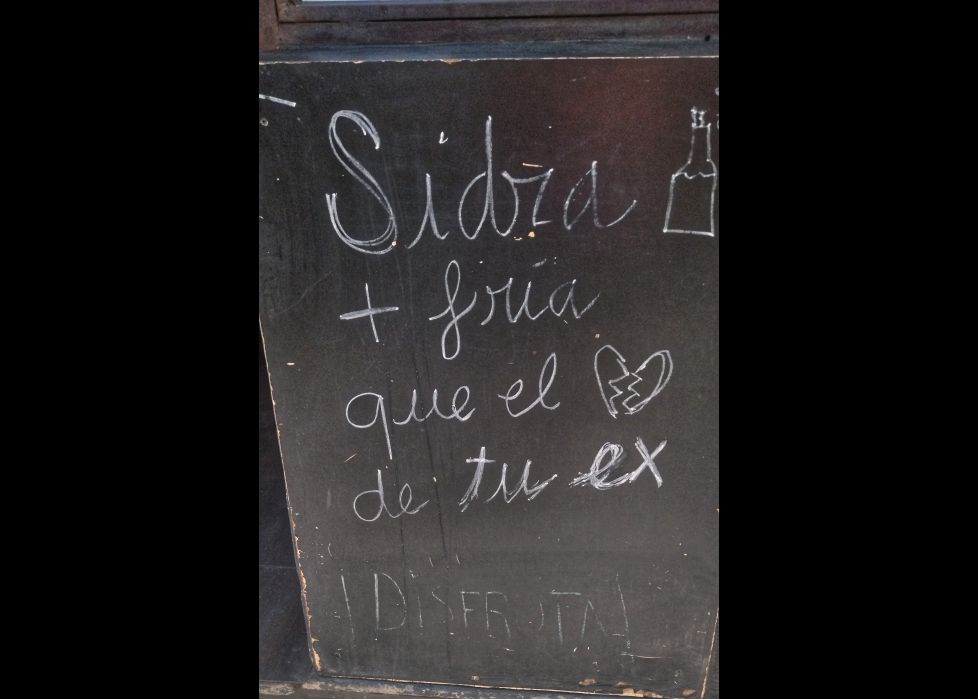 Sidra
+ fría
que el
de tu ex
¡DISFRUTA!